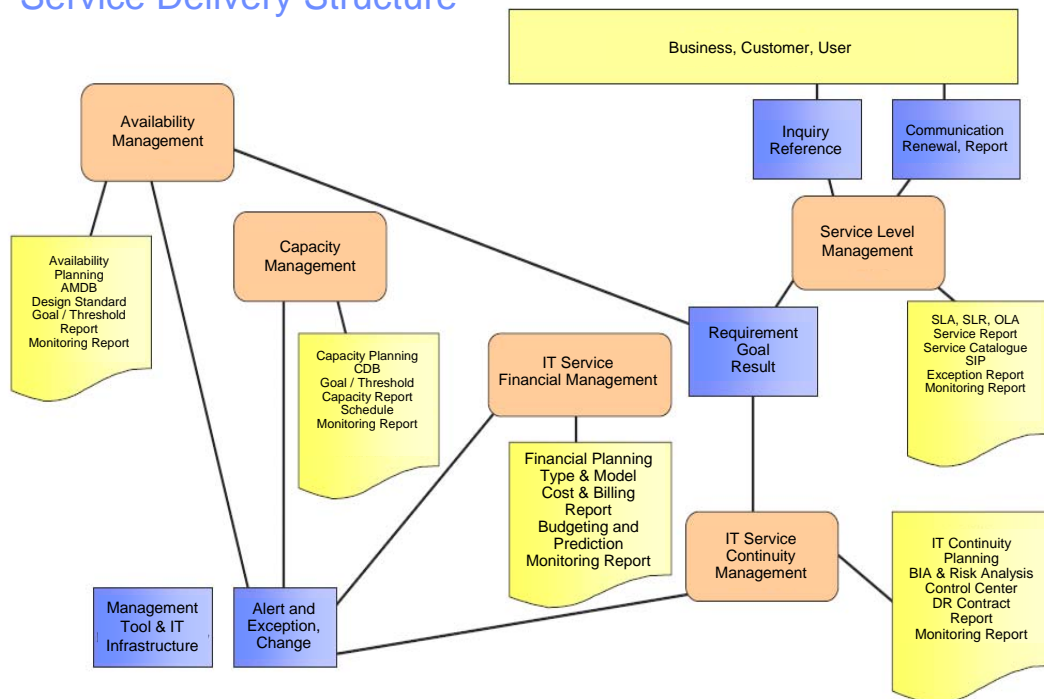 Service Delivery Structure
Business, Customer, User
Availability
Management
Inquiry
Reference
Communication
Renewal, Report
Capacity
Management
Service Level
Management
Availability
Planning
AMDB
Design Standard
Goal / Threshold
Report
Monitoring Report
Capacity Planning
CDB
Goal / Threshold
Capacity Report
Schedule
Monitoring Report
IT Service
Financial Management
Requirement
Goal
Result
SLA, SLR, OLA
Service Report
Service Catalogue
SIP
Exception Report
Monitoring Report
Financial Planning
Type & Model
Cost & Billing
Report
Budgeting and
Prediction
Monitoring Report
IT Service
Continuity
Management
IT Continuity
Planning
BIA & Risk Analysis
Control Center
DR Contract
Report
Monitoring Report
Management
Tool & IT
Infrastructure
Alert and
Exception,
Change